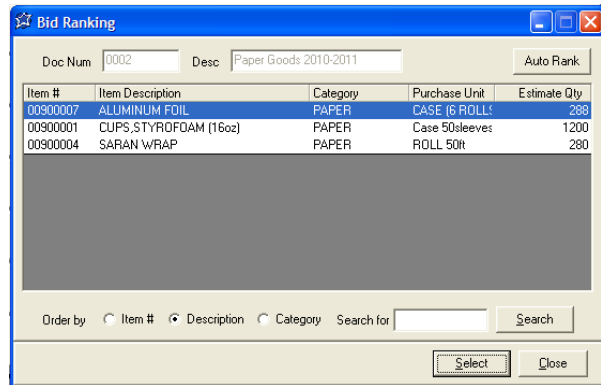 Bid Ranking
Doc Num 0002 Desc Paper Goods 2010-2011 Auto Rank
Item # Item Description Category Purchase Unit Estimate Qty
00900007 ALUMINUM FOIL PAPER CASE (6 ROLLS 288
00900001 CUPS,STYROFOAM (16oz) PAPER Case 50sleeves 1200
00900004 SARAN WRAP PAPER ROLL 50ft 280
Order by Item # Description Category Search for Search
Select Close